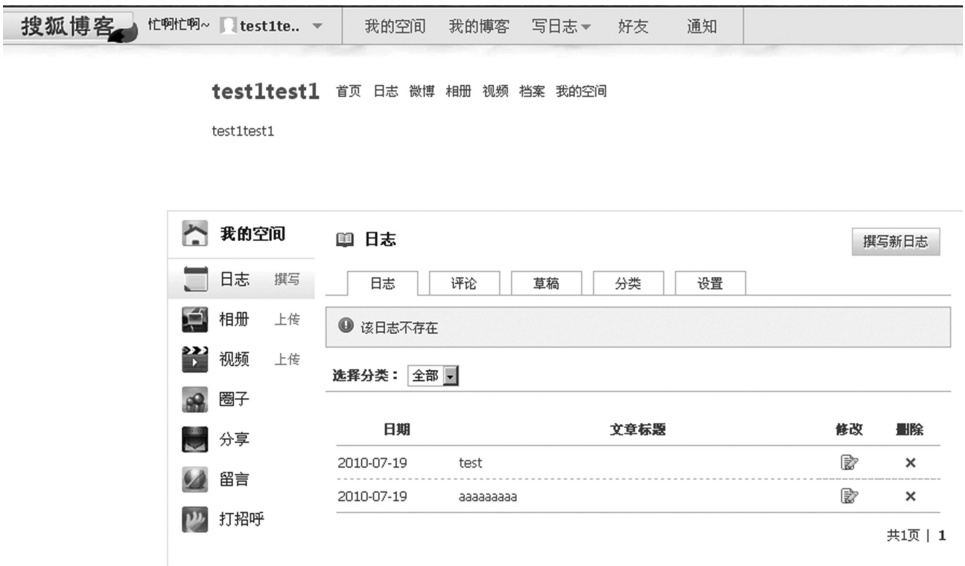 搜狐博客 忙啊忙啊~ test1te.. 我的空间 我的博客 写日志 好友 通知
test1test1 首页 日志 微博 相册 视频 档案 我的空间
test1test1
我的空间
日志 撰写
相册 上传
视频 上传
圈子
分享
留言
打招呼
日志 撰写新日志
日志 评论 草稿 分类 设置
该日志不存在
选择分类： 全部
日期 文章标题 修改 删除
2010-07-19 test
2010-07-19 aaaaaaaaa
共1页 | 1